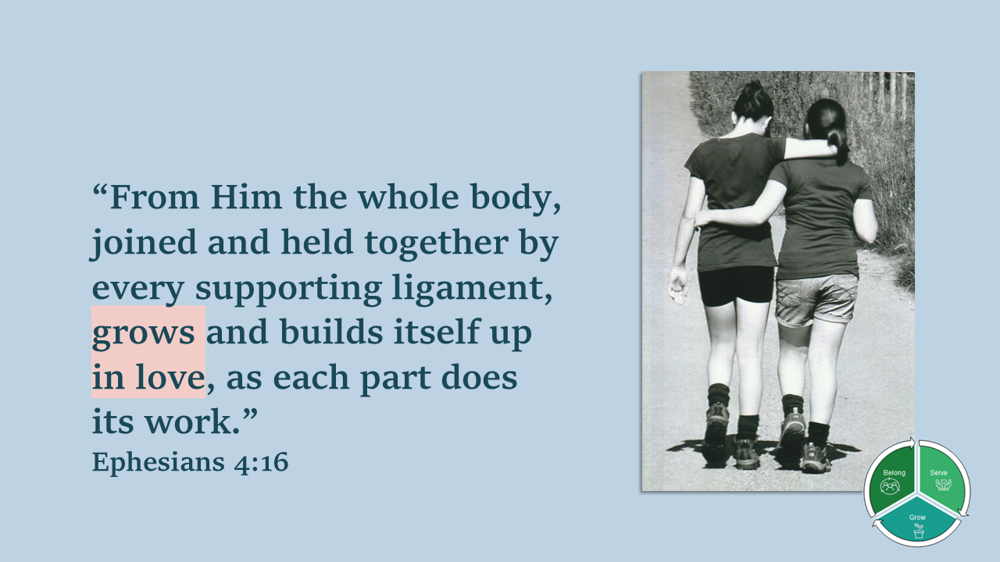 “From Him the whole body,
joined and held together by
every supporting ligament,
grows and builds itself up
in love, as each part does
its work.”
Ephesians 4:16
Belong
Serve
Grow